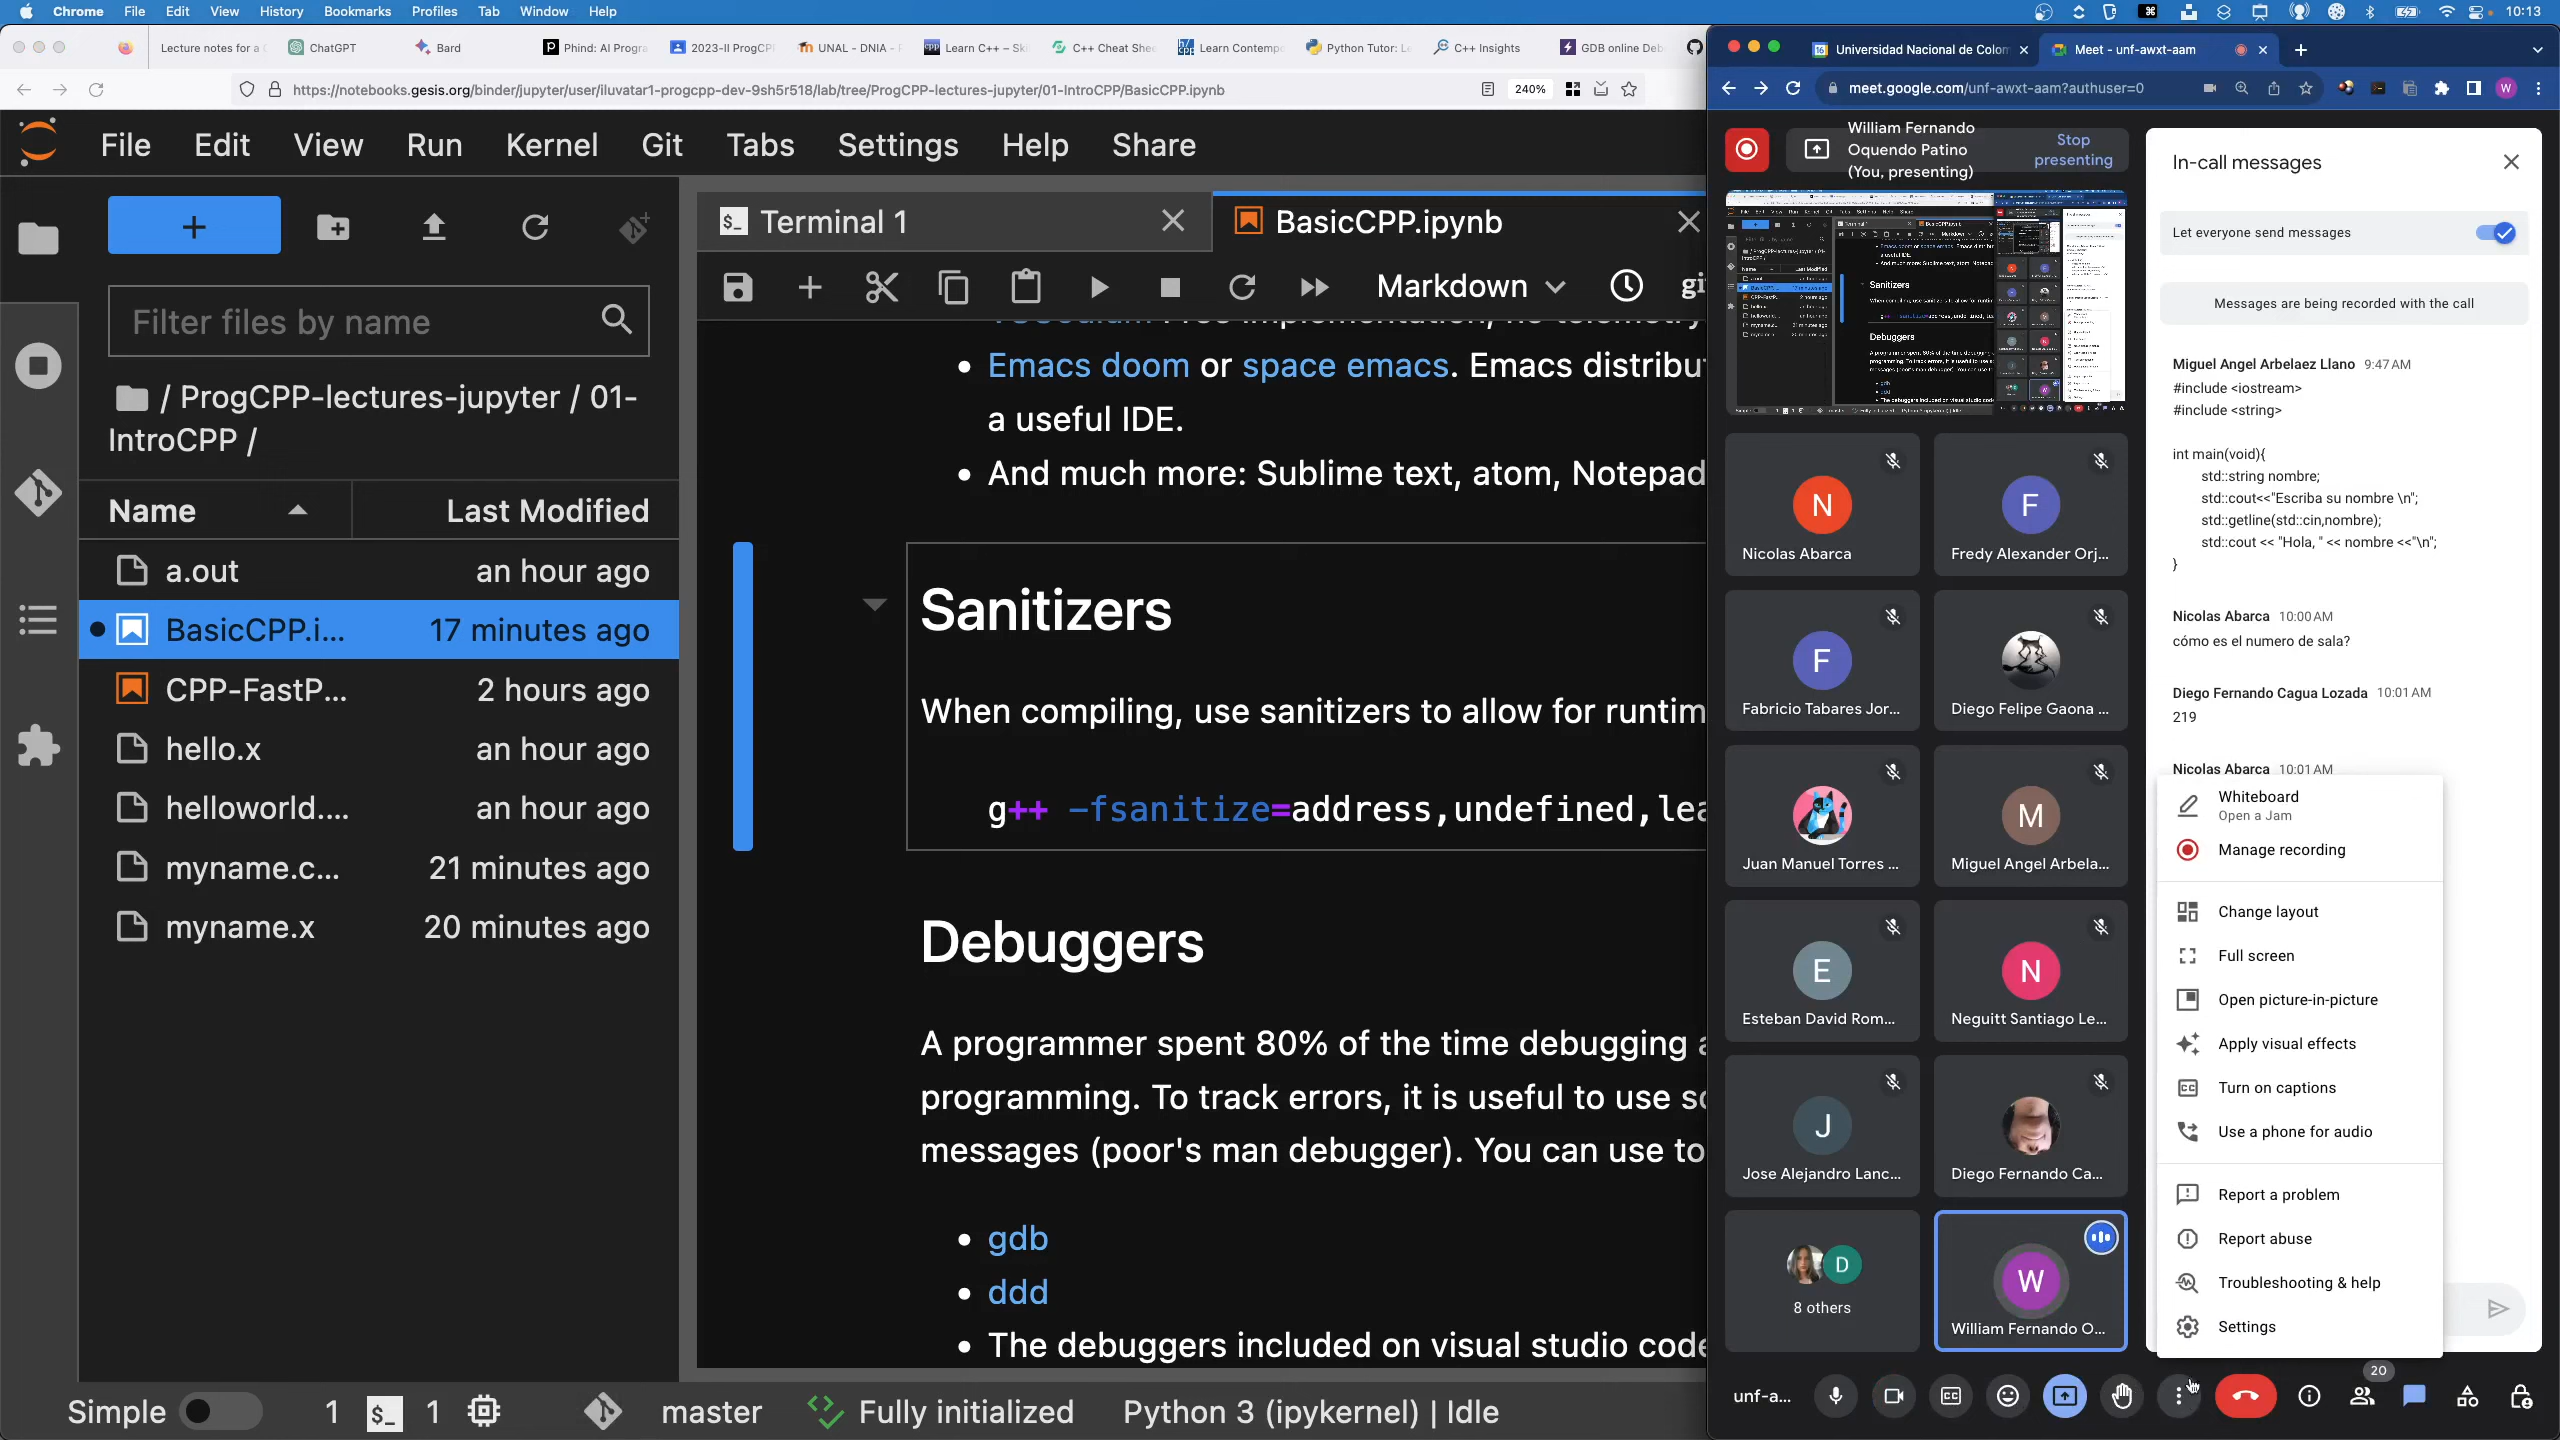 Chrome File Edit View History Bookmarks Profiles Tab Window Help
10:13
Lecture notes for a
ChatGPT
Bard
Phind: AI Progra
2023-II ProgCPP
UNAL - DNIA -
Learn C++ – Sk
C++ Cheat She
Learn Contemp
Python Tutor: Le
C++ Insights
GDB online Deb
https://notebooks.gesis.org/binder/jupyter/user/iluvatar1-progcpp-dev-9sh5r518/lab/tree/ProgCPP-lectures-jupyter/01-IntroCPP/BasicCPP.ipynb
240%
File Edit View Run Kernel Git Tabs Settings Help Share
Filter files by name
/ ProgCPP-lectures-jupyter / 01-
IntroCPP /
Name Last Modified
a.out an hour ago
BasicCPP.i... 17 minutes ago
CPP-FastP... 2 hours ago
hello.x an hour ago
helloworld.... an hour ago
myname.c... 21 minutes ago
myname.x 20 minutes ago
Terminal 1
BasicCPP.ipynb
Markdown
Emacs doom or space emacs. Emacs distribu
a useful IDE.
And much more: Sublime text, atom, Notepad
Sanitizers
When compiling, use sanitizers to allow for runtim
g++ -fsanitize=address,undefined,lea
Debuggers
A programmer spent 80% of the time debugging a
programming. To track errors, it is useful to use so
messages (poor's man debugger). You can use to
gdb
ddd
The debuggers included on visual studio code
Simple 1 1 master Fully initialized Python 3 (ipykernel) | Idle
Universidad Nacional de Colom
Meet - unf-awxt-aam
meet.google.com/unf-awxt-aam?authuser=0
W
William Fernando
Oquendo Patino
(You, presenting)
Stop
presenting
N
Nicolas Abarca
F
Fredy Alexander Orj...
F
Fabricio Tabares Jor...
Diego Felipe Gaona ...
Juan Manuel Torres ...
M
Miguel Angel Arbela...
E
Esteban David Rom...
N
Neguitt Santiago Le...
J
Jose Alejandro Lanc...
Diego Fernando Ca...
D
8 others
W
William Fernando O...
unf-a...
20
In-call messages
Let everyone send messages
Messages are being recorded with the call
Miguel Angel Arbelaez Llano 9:47 AM
#include <iostream>
#include <string>
int main(void){
std::string nombre;
std::cout<<"Escriba su nombre \n";
std::getline(std::cin,nombre);
std::cout << "Hola, " << nombre <<"\n";
}
Nicolas Abarca 10:00 AM
cómo es el numero de sala?
Diego Fernando Cagua Lozada 10:01 AM
219
Nicolas Abarca 10:01 AM
Whiteboard
Open a Jam
Manage recording
Change layout
Full screen
Open picture-in-picture
Apply visual effects
Turn on captions
Use a phone for audio
Report a problem
Report abuse
Troubleshooting & help
Settings